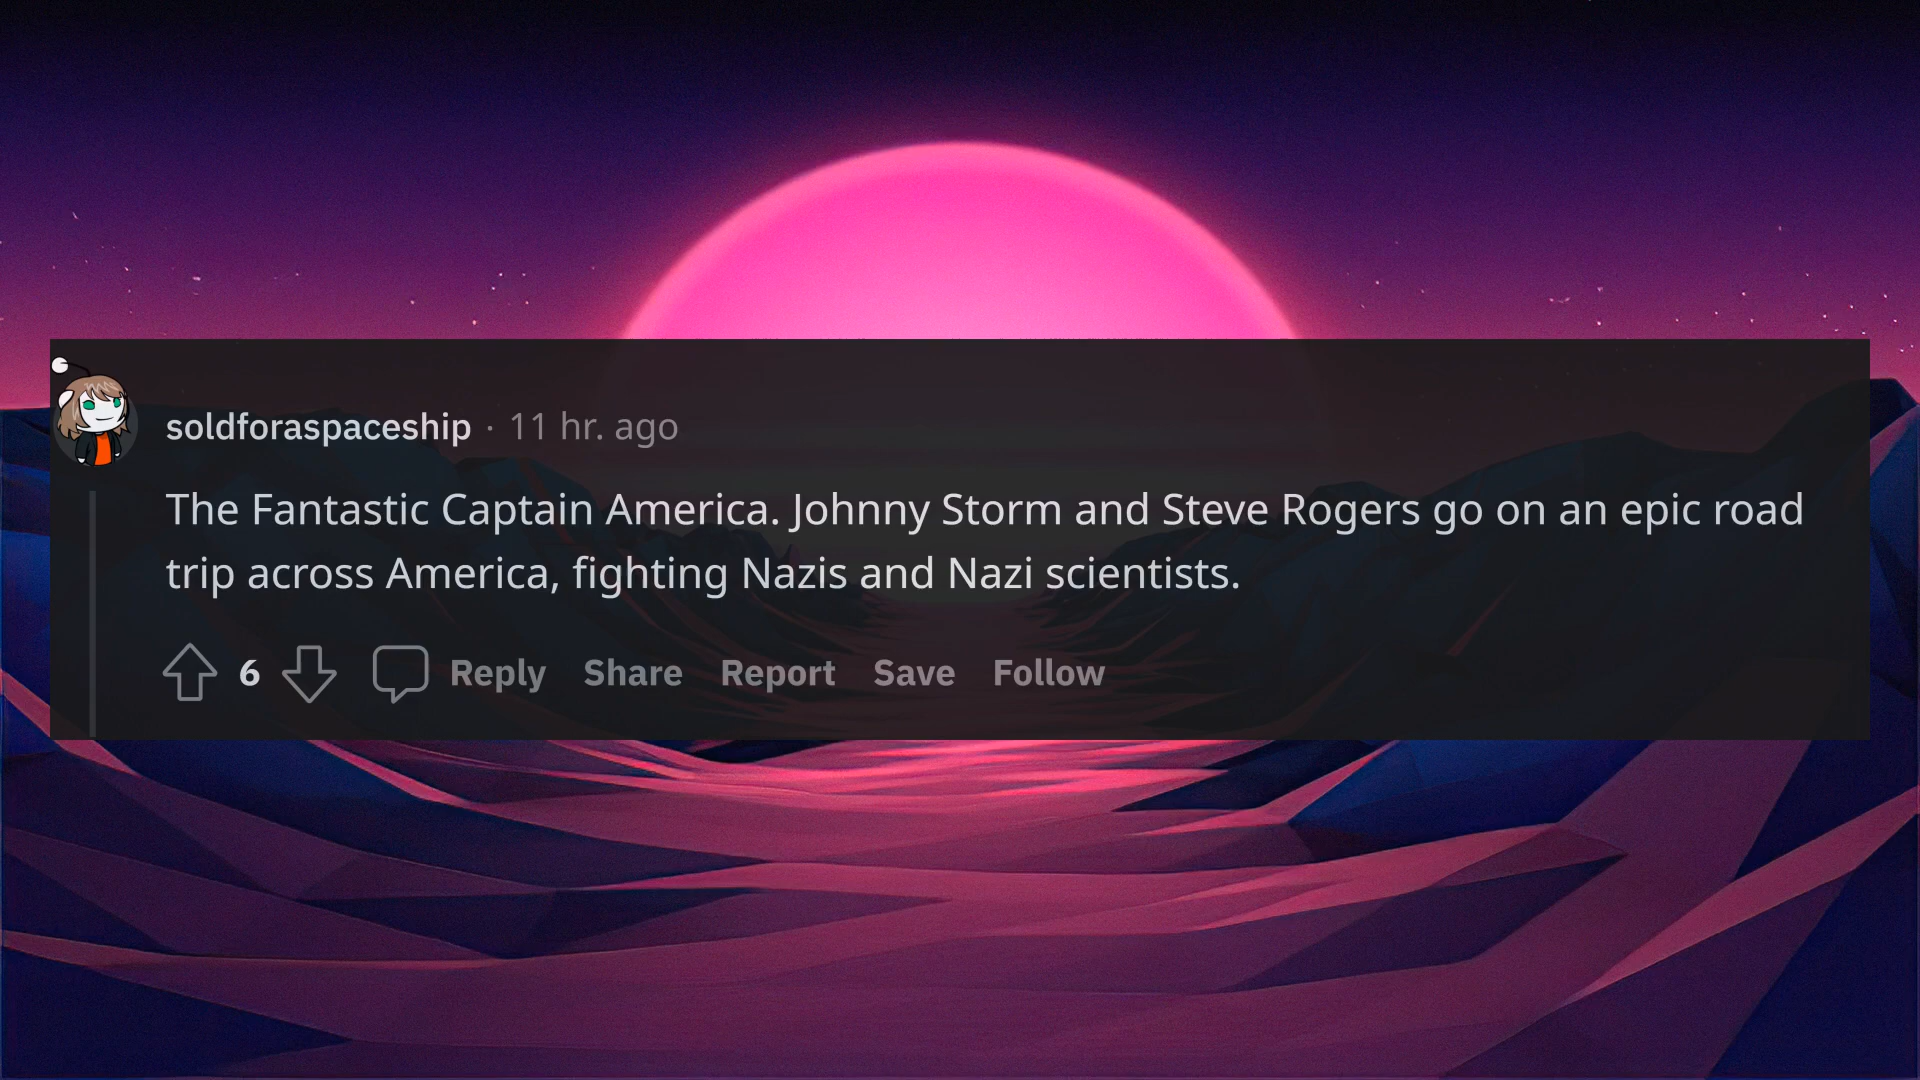 soldforaspaceship · 11 hr. ago
The Fantastic Captain America. Johnny Storm and Steve Rogers go on an epic road
trip across America, fighting Nazis and Nazi scientists.
6 Reply Share Report Save Follow